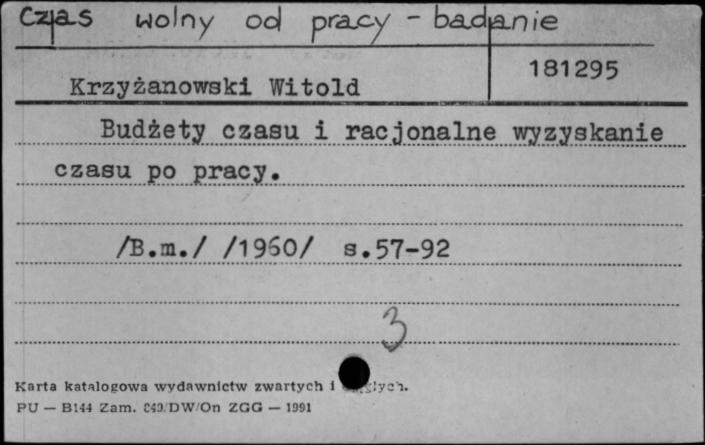 Czas wolny od pracy - badanie
181295
Krzyżanowski Witold
Budżety czasu i racjonalne wyzyskanie
czasu po pracy.
/B.m./ /1960/ s.57-92
3
Karta katalogowa wydawnictw zwartych i
PU — B144 Zam. 849/DW/On ZGG — 1991